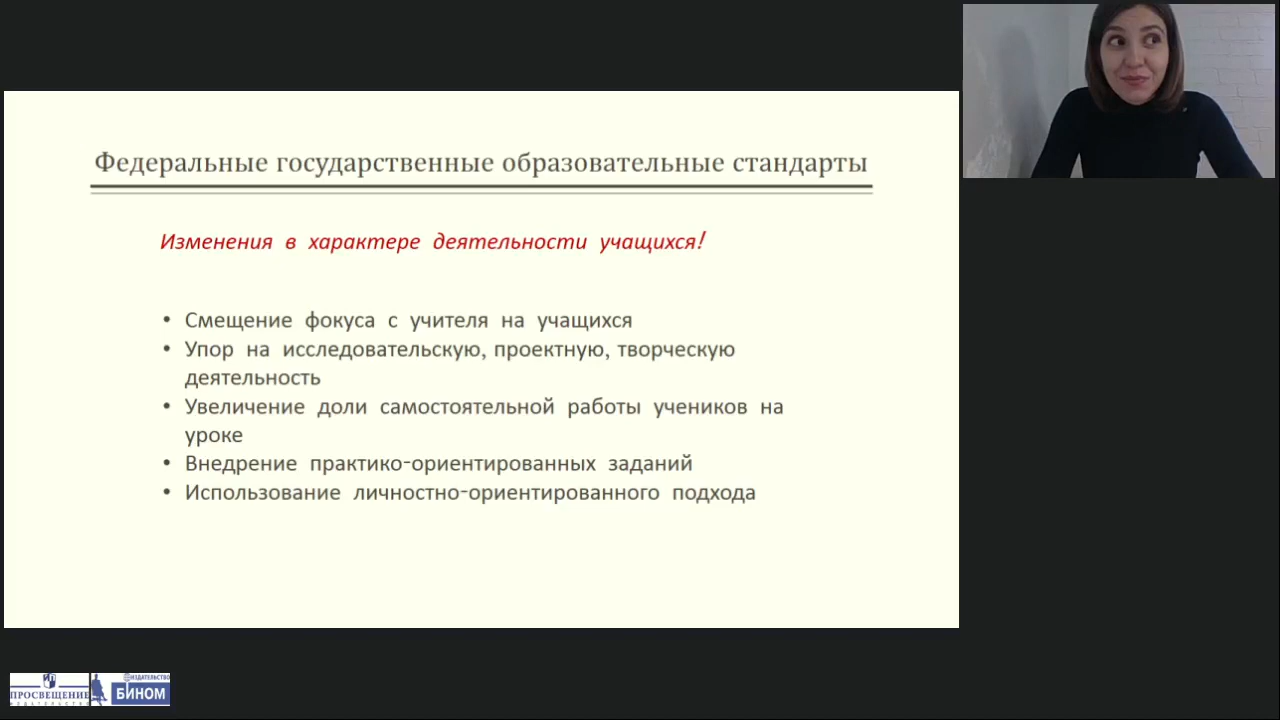 Федеральные государственные образовательные стандарты
Изменения в характере деятельности учащихся!
• Смещение фокуса с учителя на учащихся
• Упор на исследовательскую, проектную, творческую
деятельность
• Увеличение доли самостоятельной работы учеников на
уроке
• Внедрение практико-ориентированных заданий
• Использование личностно-ориентированного подхода
ПРОСВЕЩЕНИЕ
ИЗДАТЕЛЬСТВО
ИЗДАТЕЛЬСТВО
БИНОМ